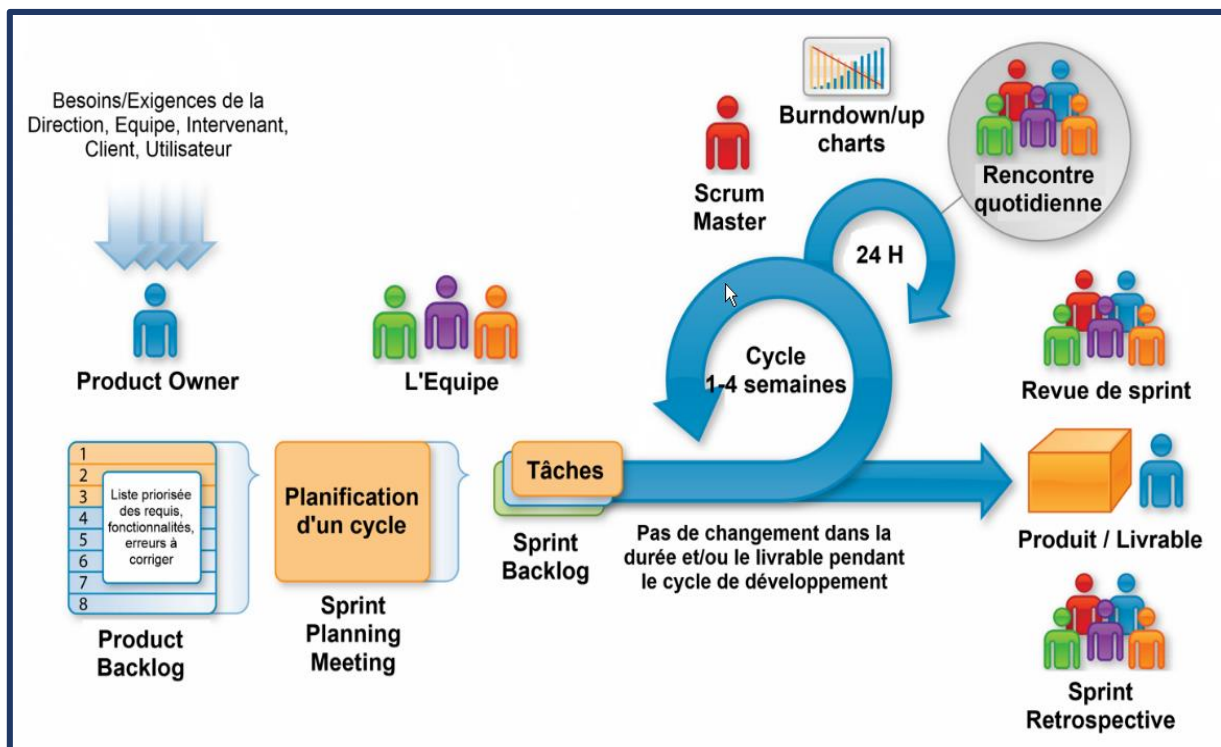 Besoins/Exigences de la
Direction, Equipe, Intervenant,
Client, Utilisateur
Product Owner
L'Equipe
Scrum
Master
Burndown/up
charts
Rencontre
quotidienne
24 H
Cycle
1-4 semaines
Revue de sprint
1
2
3
4
5
6
7
8
Liste priorisée
des requis,
fonctionnalités,
erreurs à
corriger
Product
Backlog
Planification
d'un cycle
Sprint
Planning
Meeting
Tâches
Sprint
Backlog
Pas de changement dans la
durée et/ou le livrable pendant
le cycle de développement
Produit / Livrable
Sprint
Retrospective